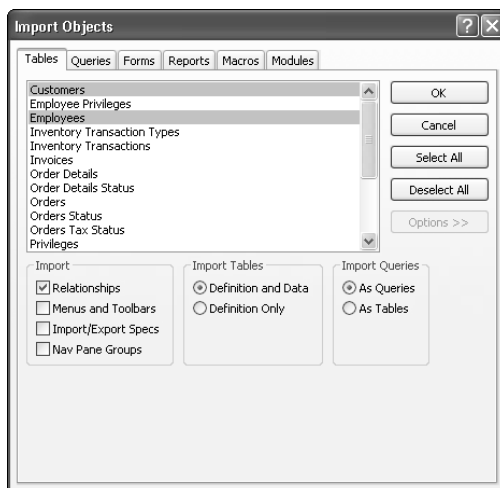 Import Objects
Tables Queries Forms Reports Macros Modules
Customers
Employee Privileges
Employees
Inventory Transaction Types
Inventory Transactions
Invoices
Order Details
Order Details Status
Orders
Orders Status
Orders Tax Status
Privileges
OK
Cancel
Select All
Deselect All
Options >>
Import
Relationships
Menus and Toolbars
Import/Export Specs
Nav Pane Groups
Import Tables
Definition and Data
Definition Only
Import Queries
As Queries
As Tables